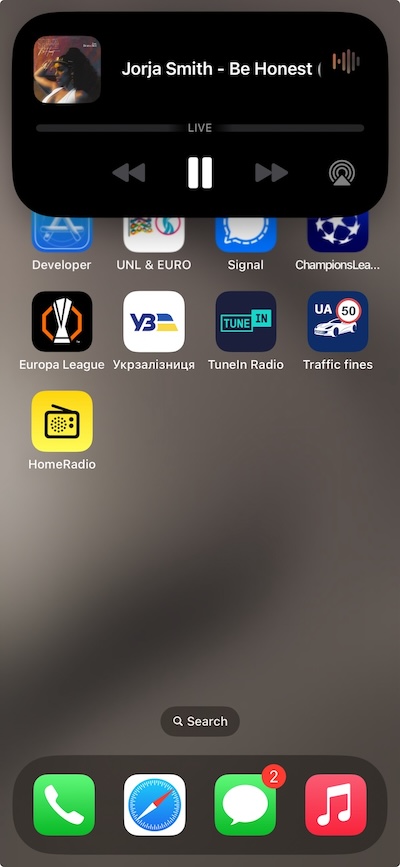 Jorja Smith - Be Honest (
LIVE
Developer
UNL & EURO
Signal
ChampionsLea...
UA 50
УЗ
TUNE IN
Europa League
Укрзалізниця
TuneIn Radio
Traffic fines
HomeRadio
Search
2